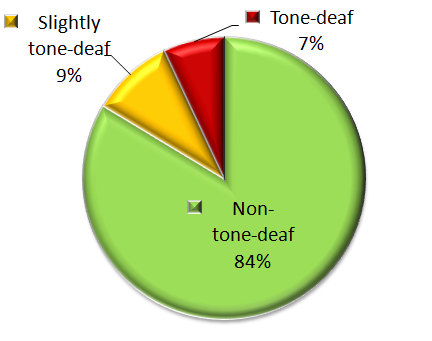 Slightly
tone-deaf
9%
Tone-deaf
7%
Non-
tone-deaf
84%